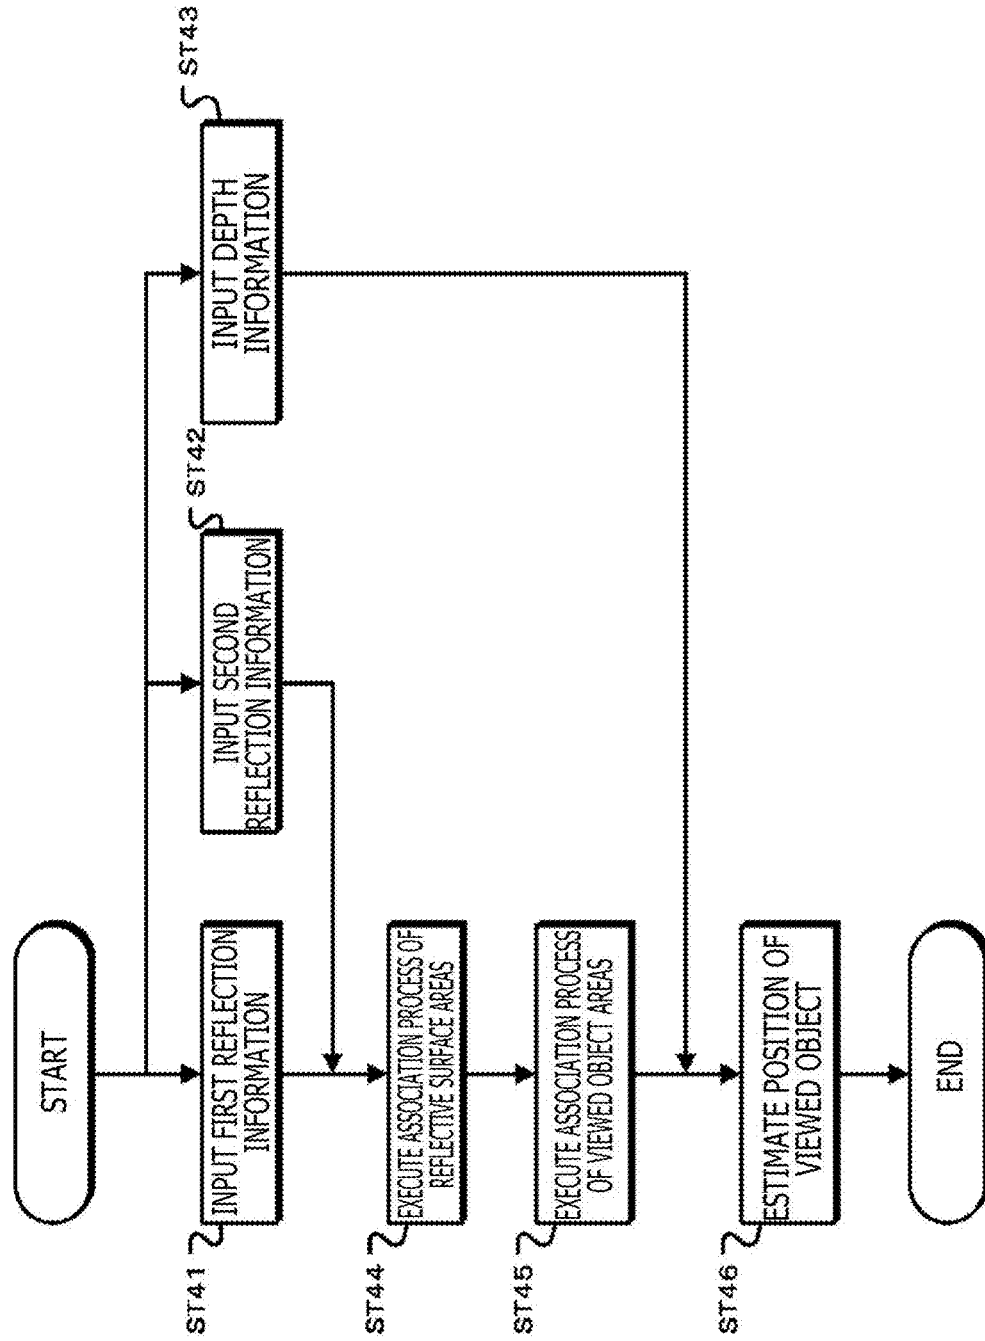 START
ST41
INPUT FIRST REFLECTION
INFORMATION
ST42
INPUT SECOND
REFLECTION INFORMATION
ST43
INPUT DEPTH
INFORMATION
ST44
EXECUTE ASSOCIATION PROCESS OF
REFLECTIVE SURFACE AREAS
ST45
EXECUTE ASSOCIATION PROCESS
OF VIEWED OBJECT AREAS
ST46
ESTIMATE POSITION OF
VIEWED OBJECT
END